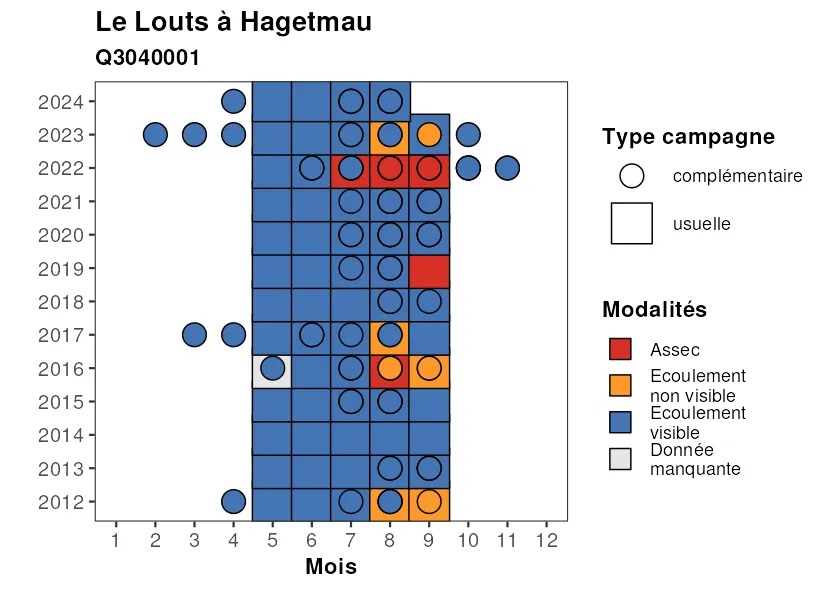 Le Louts à Hagetmau
Q3040001
2024
2023
2022
2021
2020
2019
2018
2017
2016
2015
2014
2013
2012
1 2 3 4 5 6 7 8 9 10 11 12
Mois
Type campagne
complémentaire
usuelle
Modalités
Assec
Ecoulement
non visible
Ecoulement
visible
Donnée
manquante